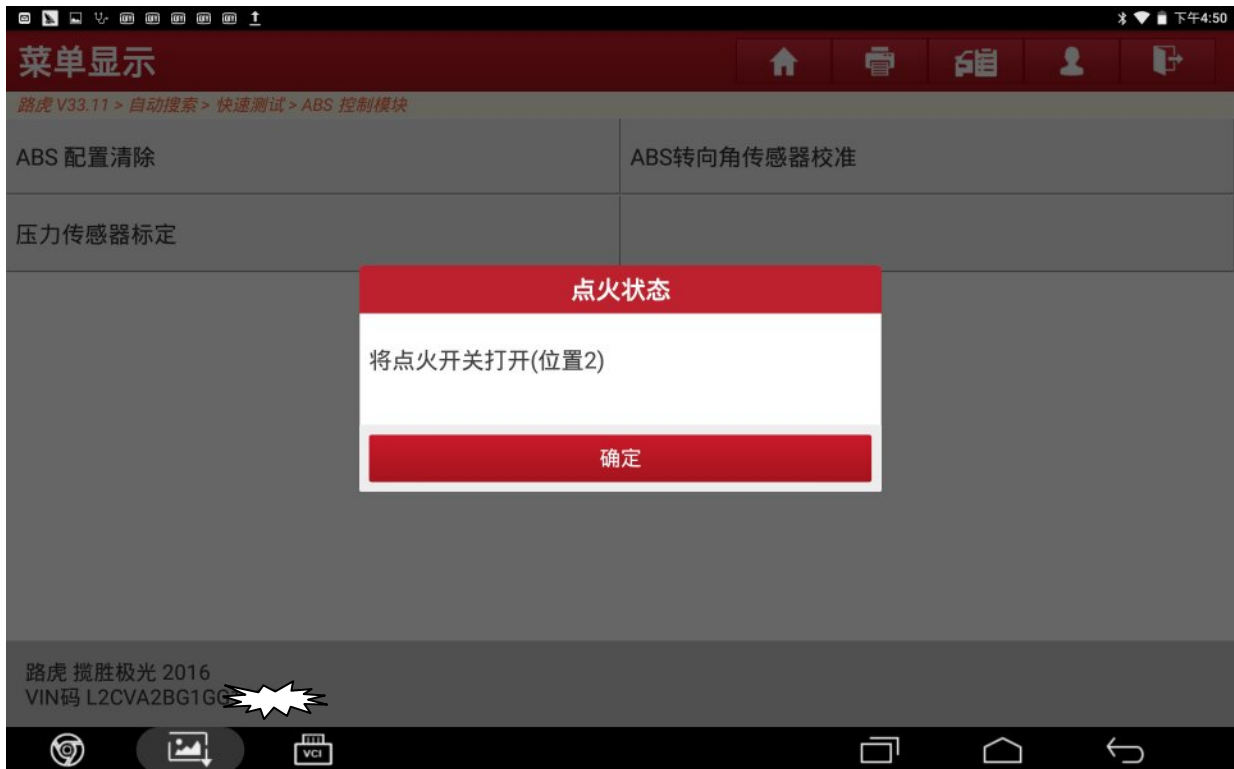 下午4:50
菜单显示
路虎 V33.11 > 自动搜索 > 快速测试 > ABS 控制模块
ABS 配置清除
ABS转向角传感器校准
压力传感器标定
点火状态
将点火开关打开(位置2)
确定
路虎 揽胜极光 2016
VIN码 L2CVA2BG1GG
VCI